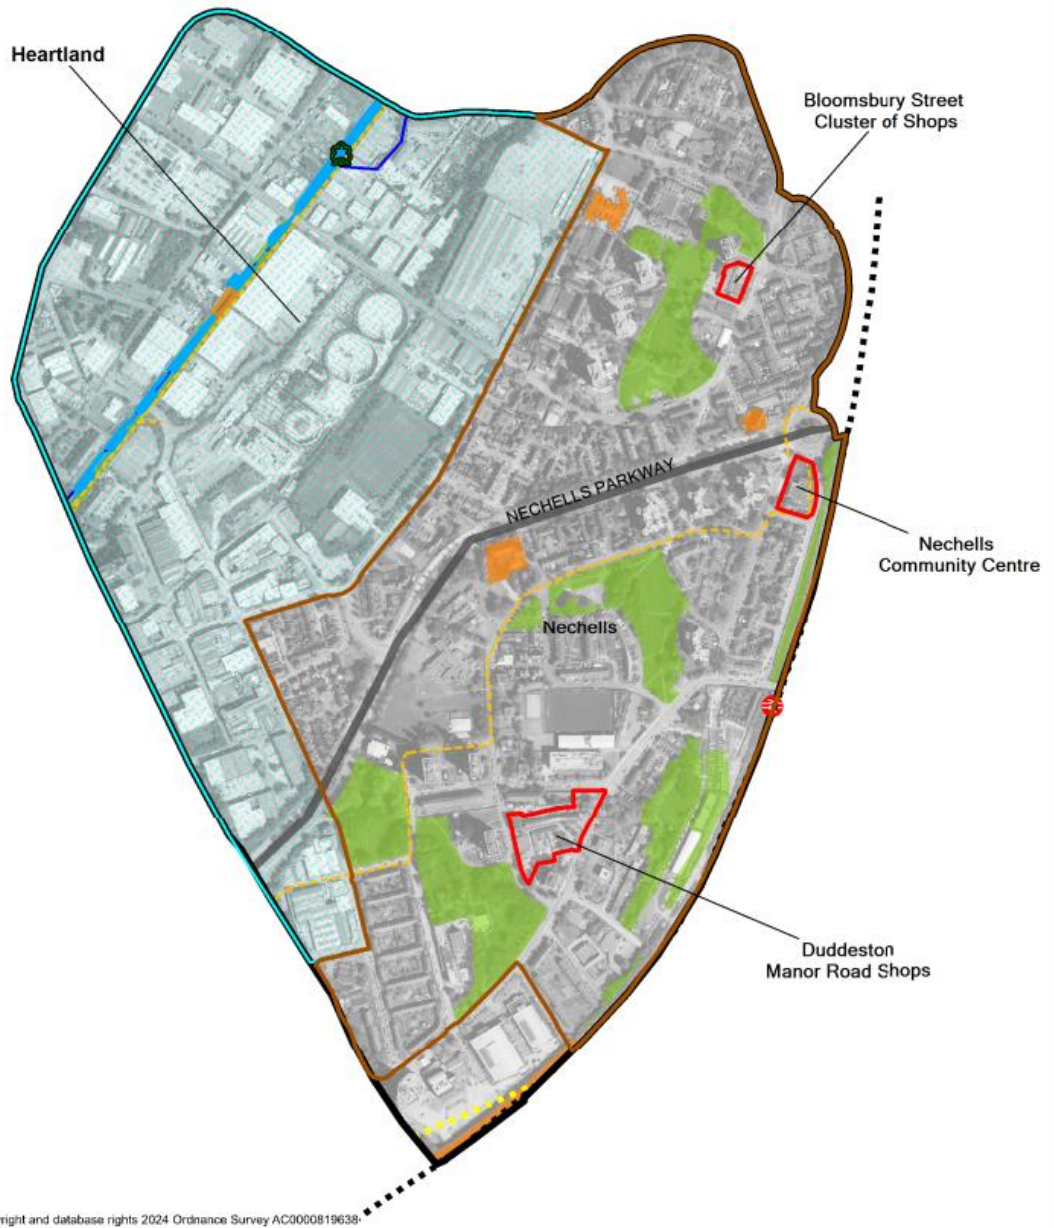 Heartland
Bloomsbury Street
Cluster of Shops
NECHELLS PARKWAY
Nechells
Community Centre
Nechells
Duddeston
Manor Road Shops
right and database rights 2024 Ordnance Survey AC0000819638